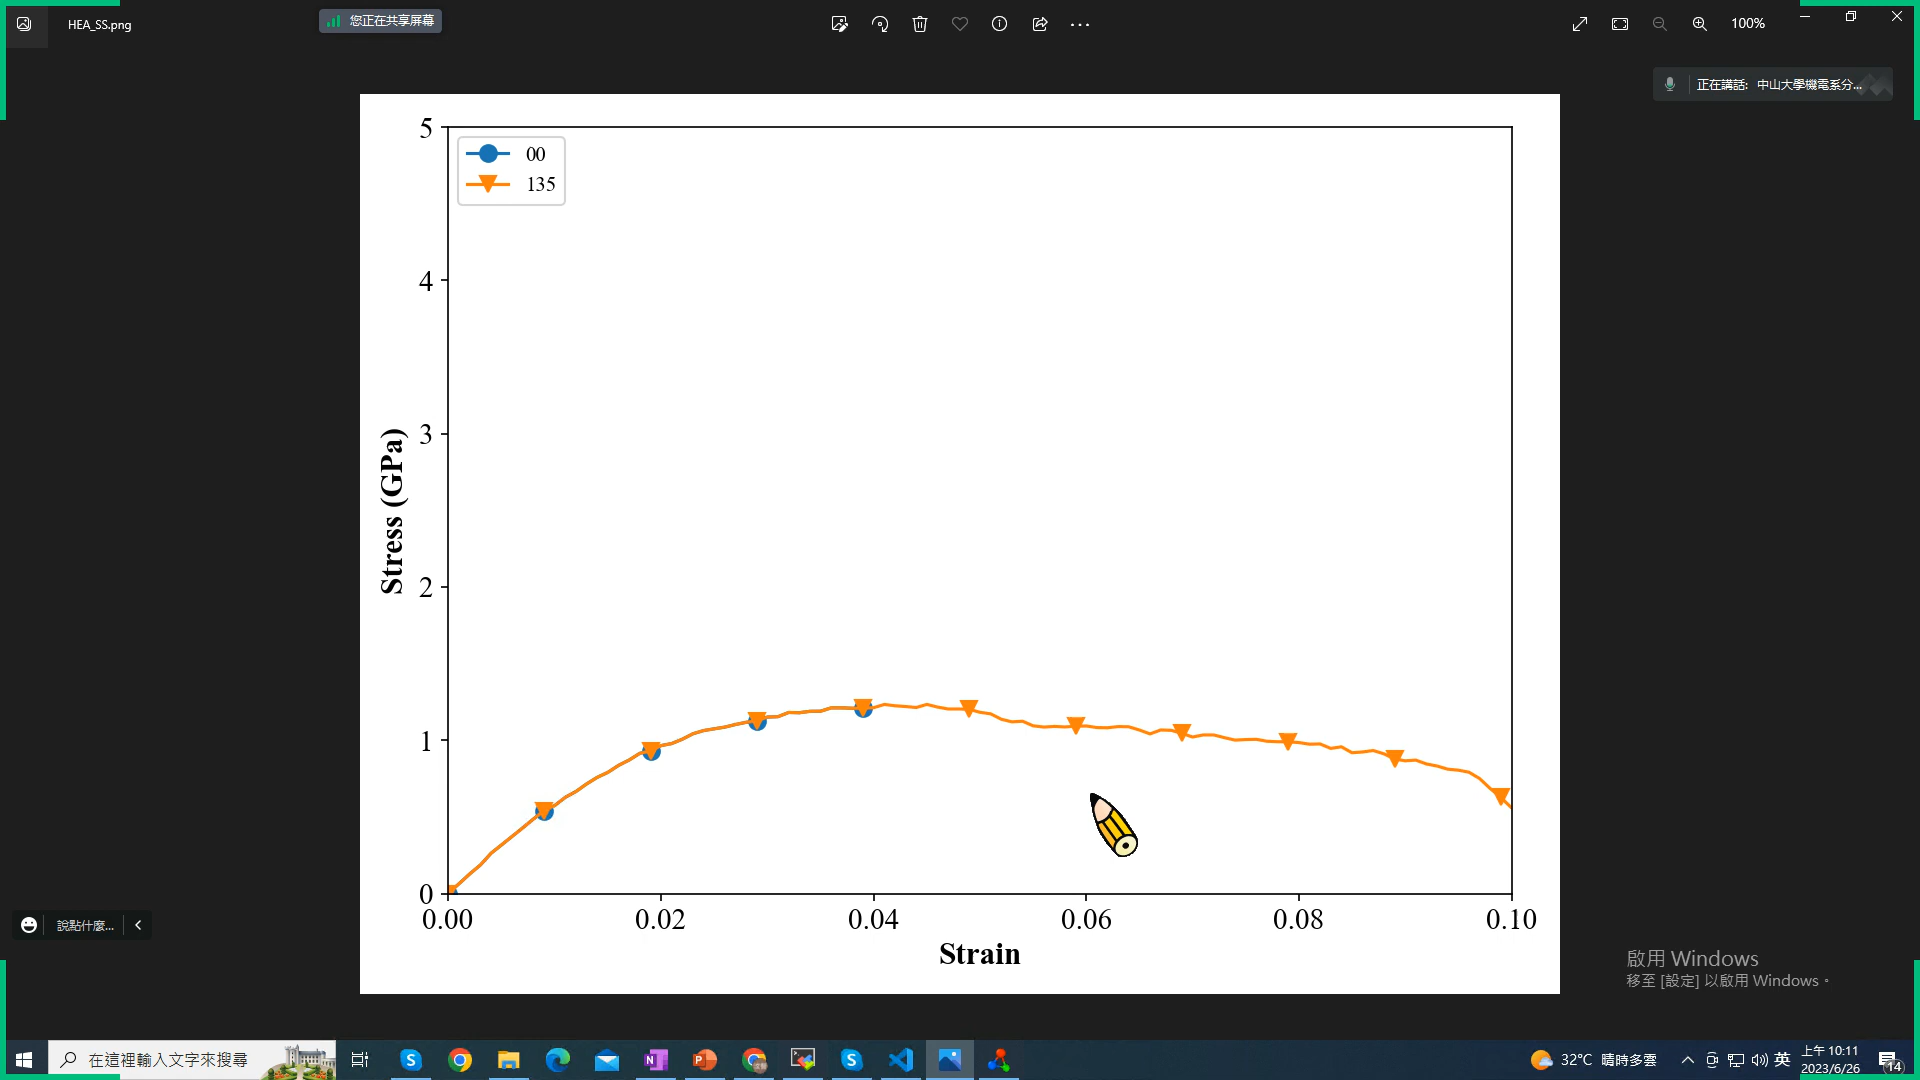 HEA_SS.png
您正在共享屏幕
100%
正在講話: 中山大學機電系分...
00
135
5
4
3
2
1
0
Stress (GPa)
0.00 0.02 0.04 0.06 0.08 0.10
Strain
說點什麼...
啟用 Windows
移至 [設定] 以啟用 Windows。
在這裡輸入文字來搜尋
32°C 晴時多雲
英
上午 10:11
2023/6/26
14